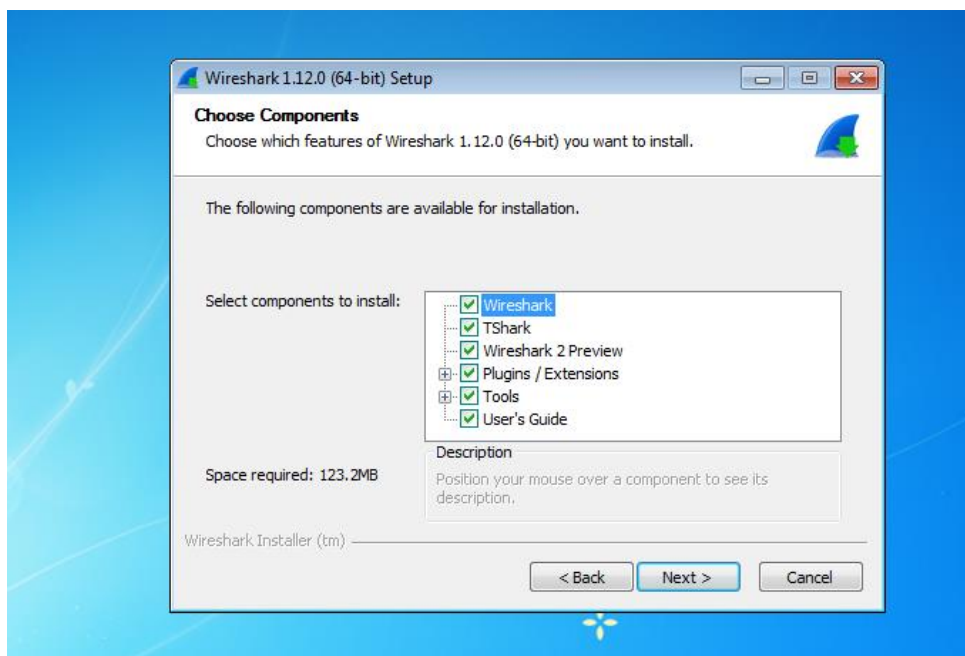 Wireshark 1.12.0 (64-bit) Setup
Choose Components
Choose which features of Wireshark 1.12.0 (64-bit) you want to install.
The following components are available for installation.
Select components to install:
Wireshark
TShark
Wireshark 2 Preview
Plugins / Extensions
Tools
User's Guide
Space required: 123.2MB
Description
Position your mouse over a component to see its
description.
Wireshark Installer (tm)
< Back
Next >
Cancel